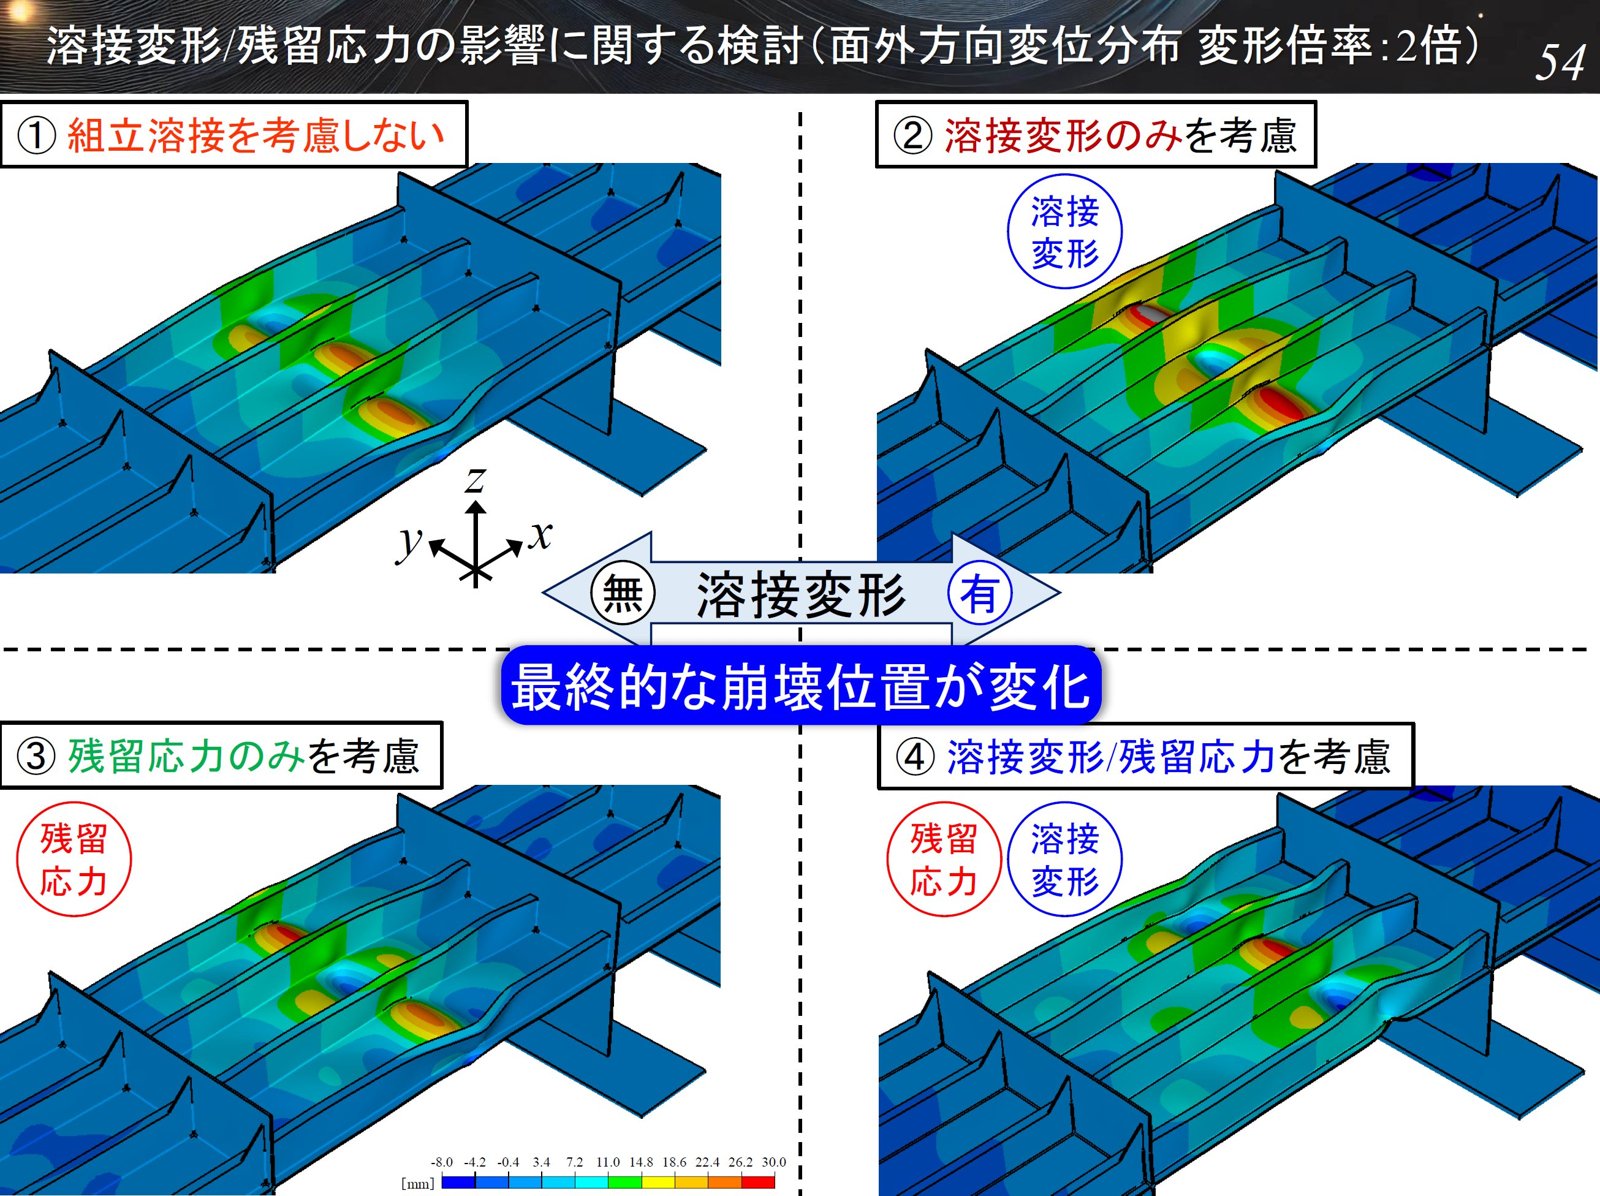 溶接変形/残留応力の影響に関する検討（面外方向変位分布 変形倍率：2倍）
54
① 組立溶接を考慮しない
② 溶接変形のみを考慮
溶接
変形
z
y
x
無 溶接変形 有
最終的な崩壊位置が変化
③ 残留応力のみを考慮
④ 溶接変形/残留応力を考慮
残留
応力
残留
応力
溶接
変形
-8.0 -4.2 -0.4 3.4 7.2 11.0 14.8 18.6 22.4 26.2 30.0
[mm]